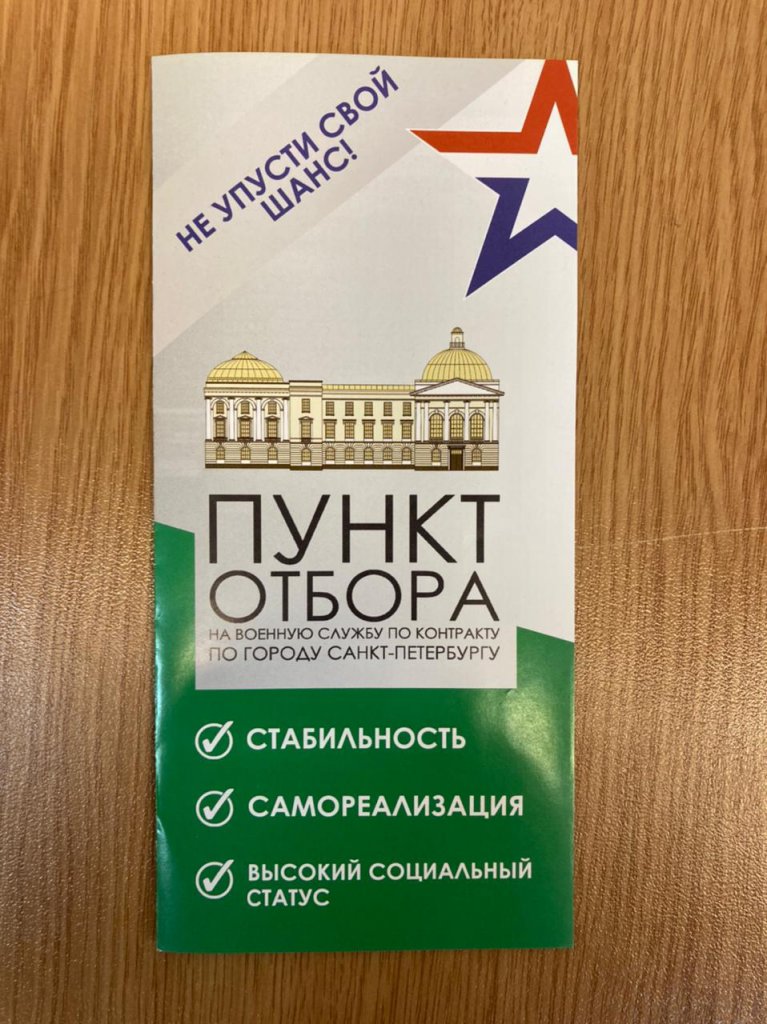 НЕ УПУСТИ СВОЙ
ШАНС!
ПУНКТ
ОТБОРА
НА ВОЕННУЮ СЛУЖБУ ПО КОНТРАКТУ
ПО ГОРОДУ САНКТ-ПЕТЕРБУРГУ
СТАБИЛЬНОСТЬ
САМОРЕАЛИЗАЦИЯ
ВЫСОКИЙ СОЦИАЛЬНЫЙ
СТАТУС